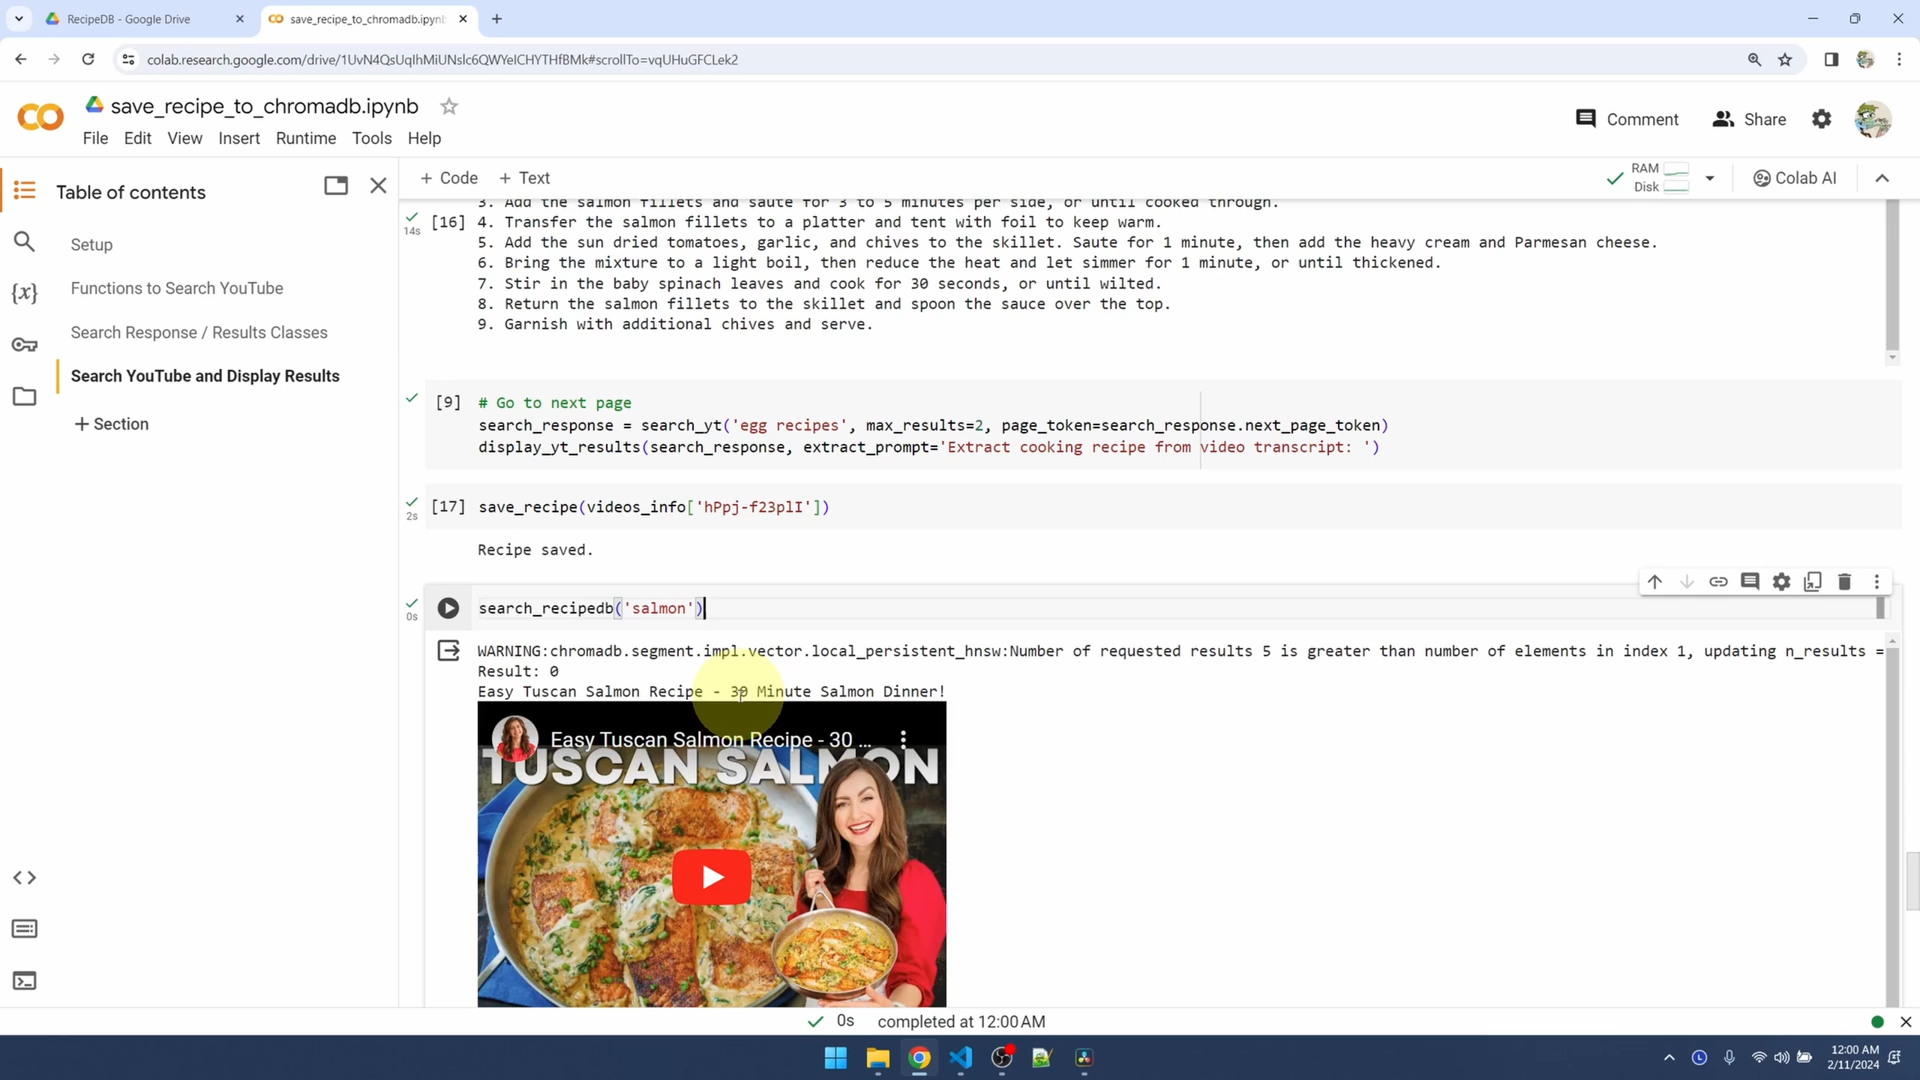 RecipeDB - Google Drive
save_recipe_to_chromadb.ipynb
colab.research.google.com/drive/1UvN4QsUqIhMiUNslc6QWYeICHYTHfBMk#scrollTo=vqUHuGFCLek2
save_recipe_to_chromadb.ipynb
File Edit View Insert Runtime Tools Help
Comment
Share
Table of contents
Setup
Functions to Search YouTube
Search Response / Results Classes
Search YouTube and Display Results
+ Section
+ Code + Text
RAM
Disk
Colab AI
3. Add the salmon fillets and saute for 3 to 5 minutes per side, or until cooked through.
14s
[16] 4. Transfer the salmon fillets to a platter and tent with foil to keep warm.
5. Add the sun dried tomatoes, garlic, and chives to the skillet. Saute for 1 minute, then add the heavy cream and Parmesan cheese.
6. Bring the mixture to a light boil, then reduce the heat and let simmer for 1 minute, or until thickened.
7. Stir in the baby spinach leaves and cook for 30 seconds, or until wilted.
8. Return the salmon fillets to the skillet and spoon the sauce over the top.
9. Garnish with additional chives and serve.
[9] # Go to next page
search_response = search_yt('egg recipes', max_results=2, page_token=search_response.next_page_token)
display_yt_results(search_response, extract_prompt='Extract cooking recipe from video transcript: ')
2s
[17] save_recipe(videos_info['hPpj-f23plI'])
Recipe saved.
0s
search_recipedb('salmon')
WARNING:chromadb.segment.impl.vector.local_persistent_hnsw:Number of requested results 5 is greater than number of elements in index 1, updating n_results =
Result: 0
Easy Tuscan Salmon Recipe - 30 Minute Salmon Dinner!
Easy Tuscan Salmon Recipe - 30 ...
TUSCAN SALMON
0s completed at 12:00 AM
12:00 AM
2/11/2024